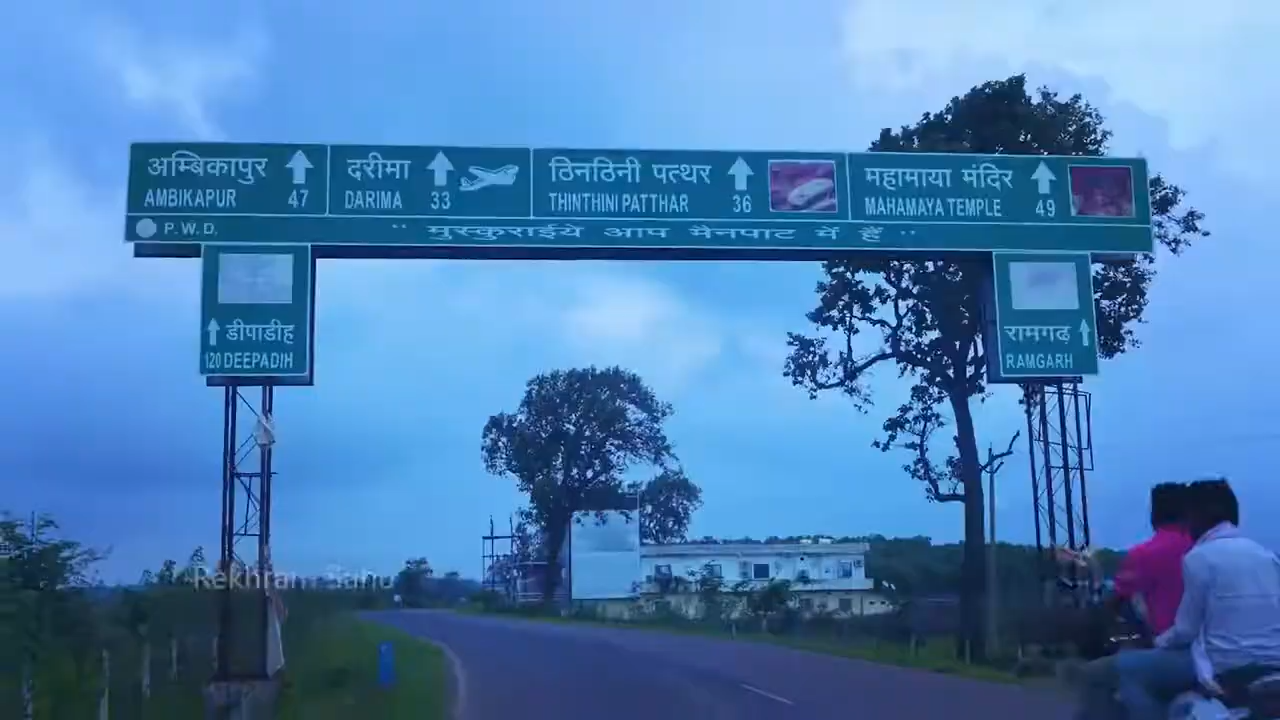 अम्बिकापुर
AMBIKAPUR 47
दरीमा
DARIMA 33
ठिनठिनी पत्थर
THINTHINI PATTHAR 36
महामाया मंदिर
MAHAMAYA TEMPLE 49
P.W.D. " मुस्कुराईये आप मैनपाट में हैं "
डीपाडीह
120 DEEPADIH
रामगढ़
RAMGARH
Rekhram Sahu